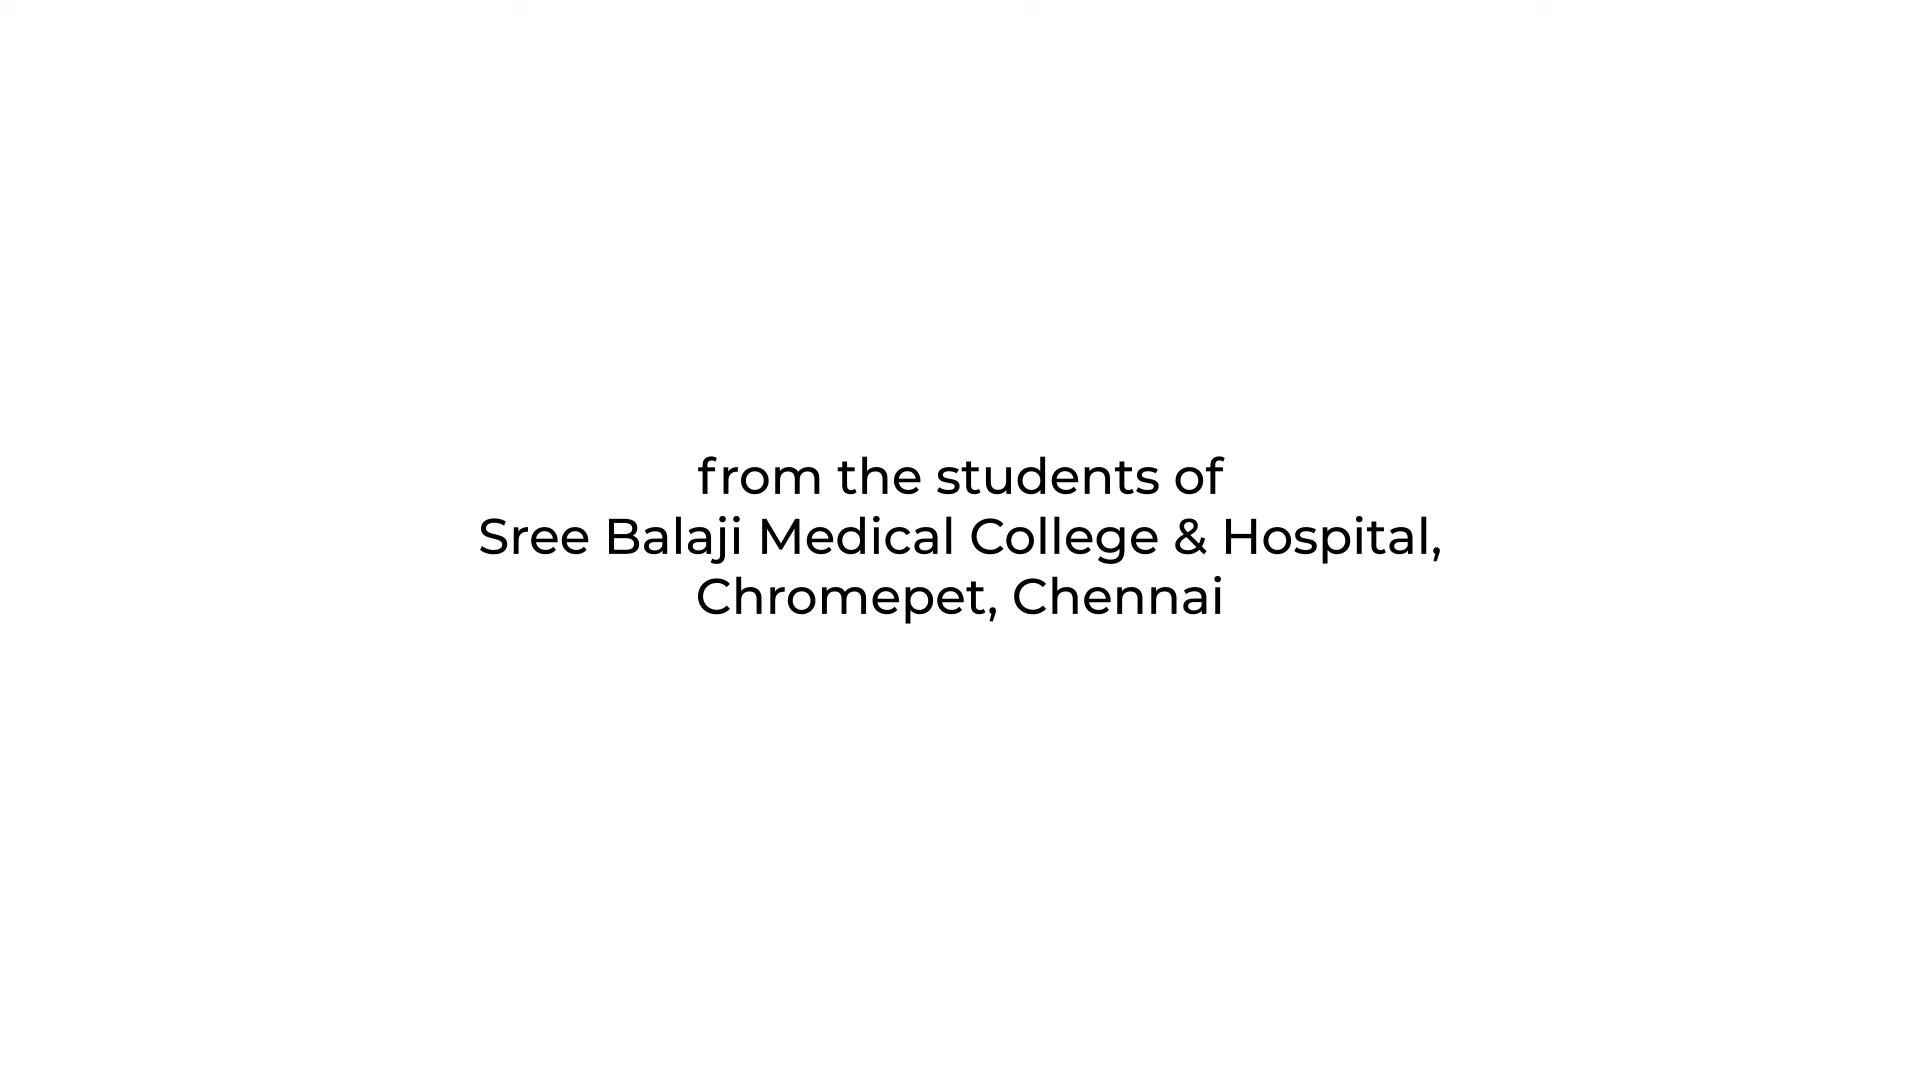 from the students of
Sree Balaji Medical College & Hospital,
Chromepet, Chennai